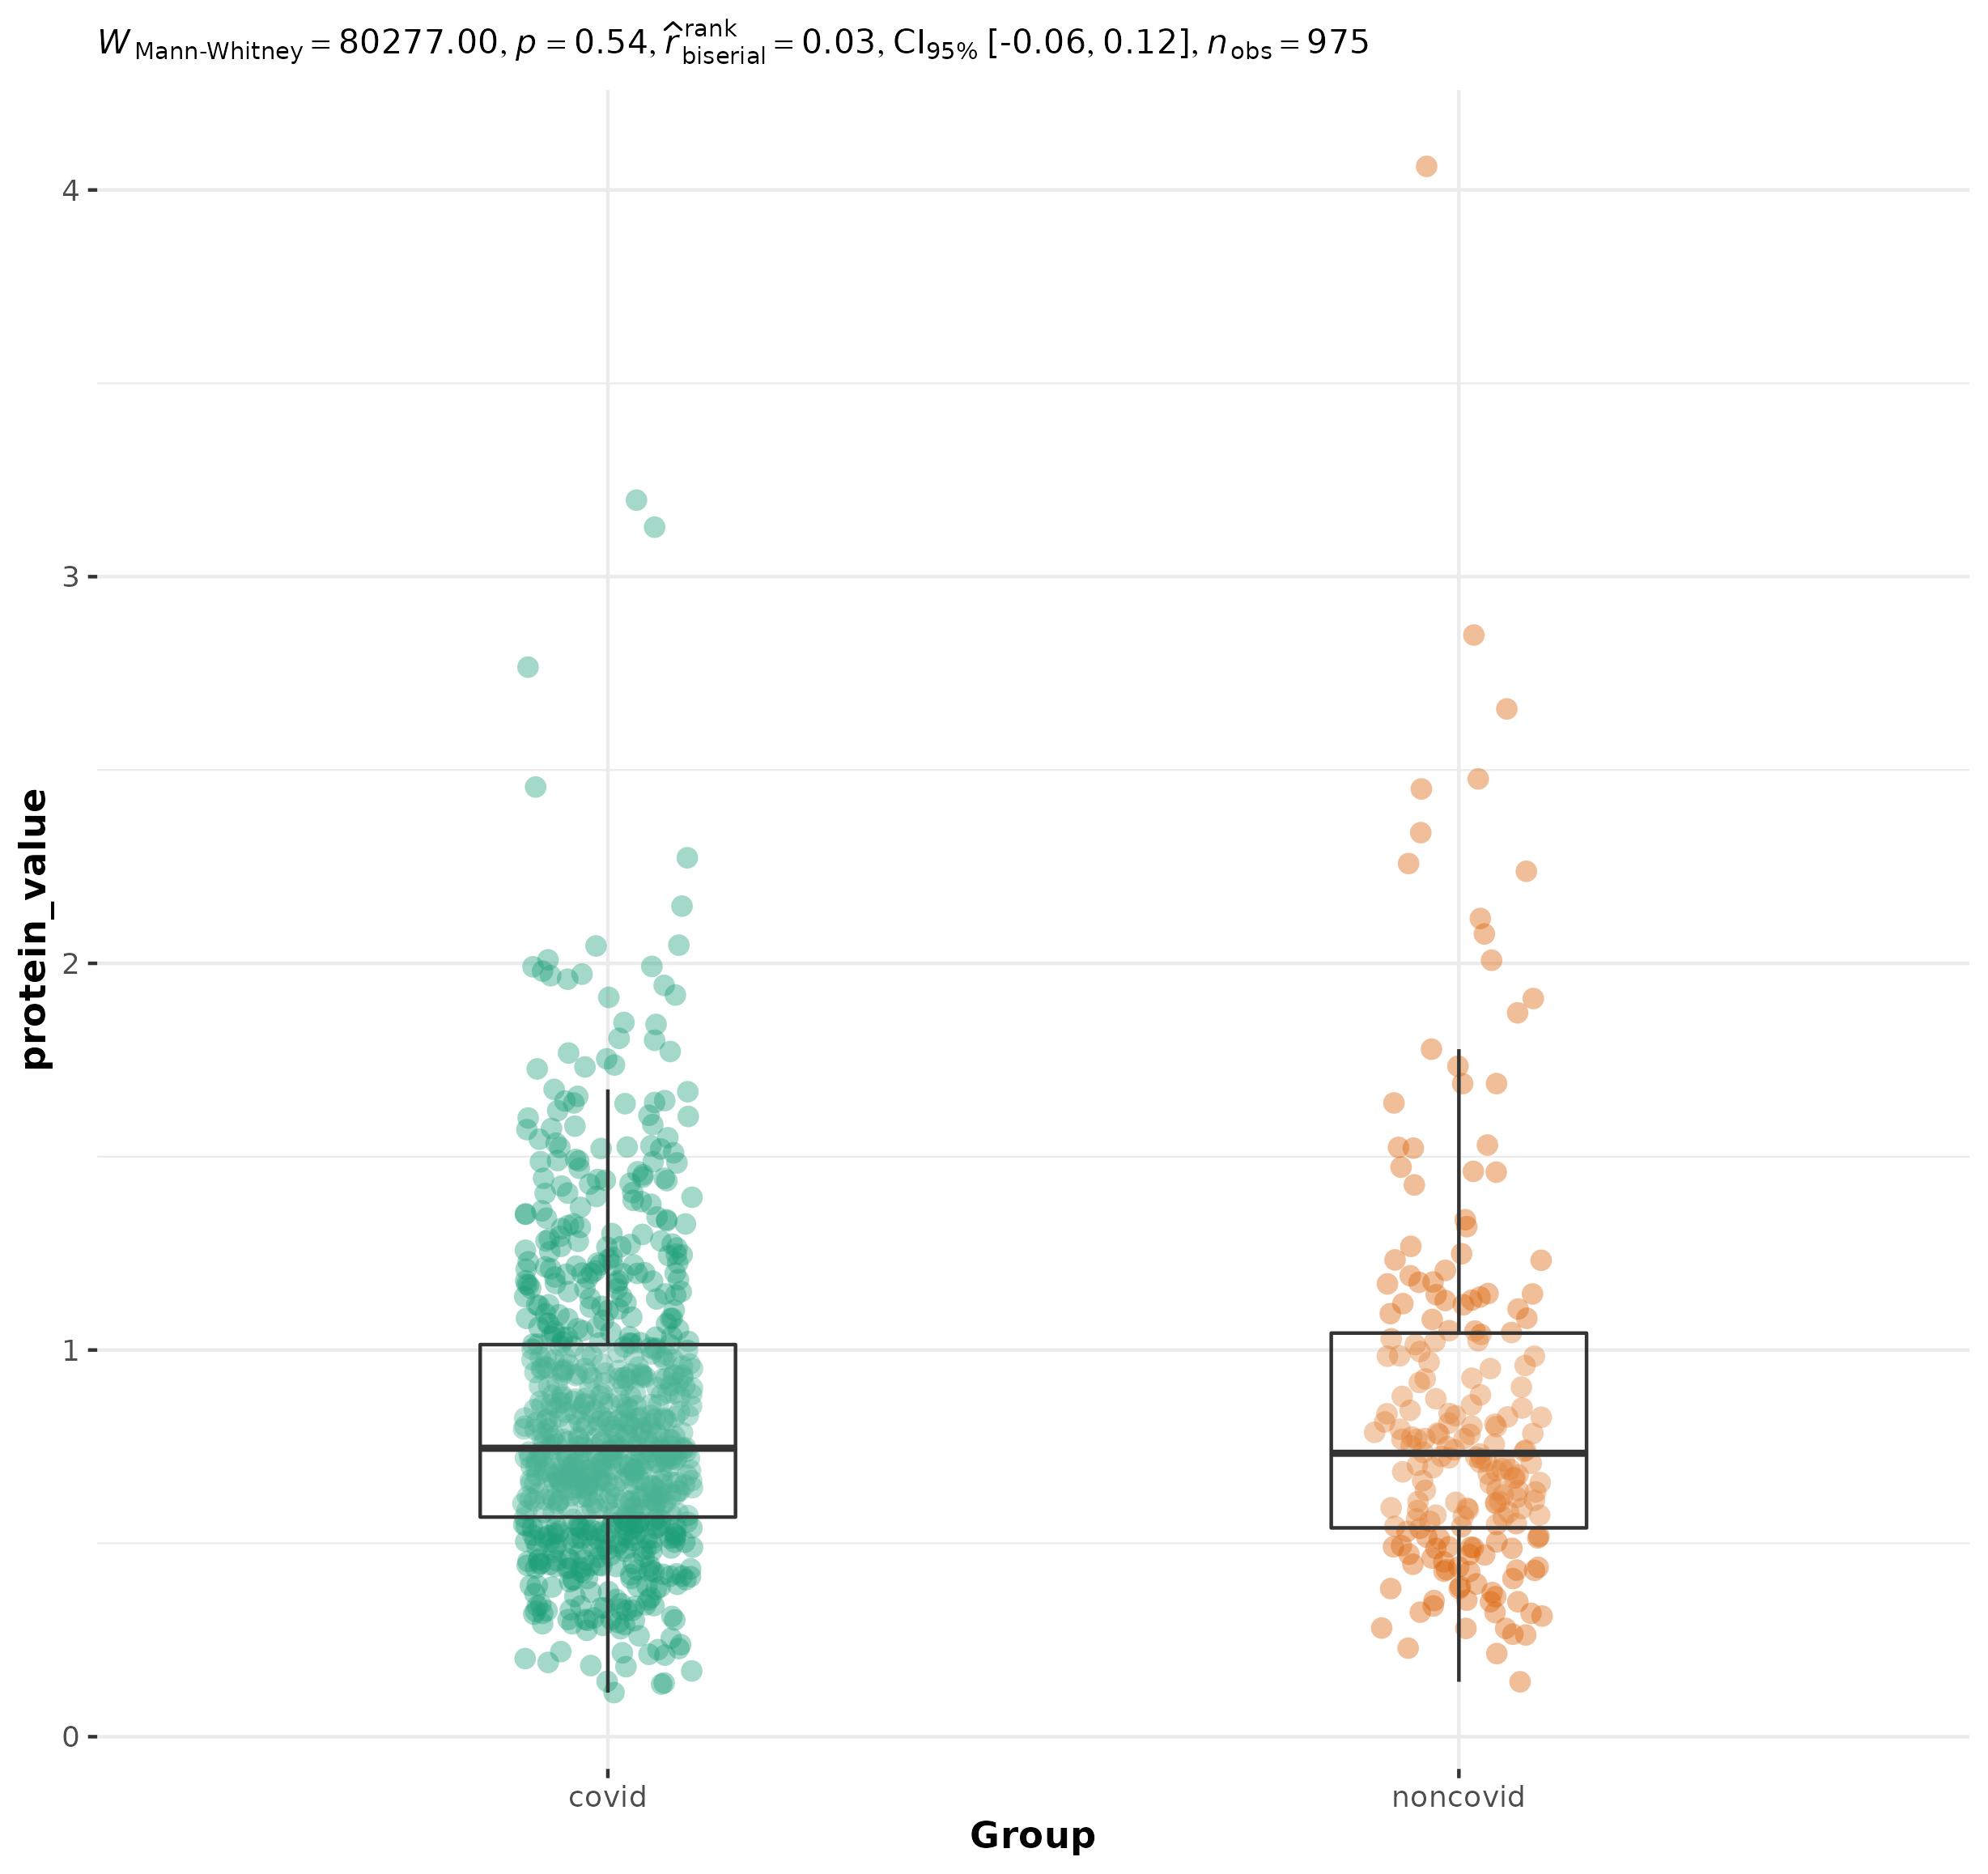 W Mann-Whitney = 80277.00, p = 0.54, r̂ rank biserial = 0.03, CI95% [-0.06, 0.12], n obs = 975
protein_value
4
3
2
1
0
covid noncovid
Group